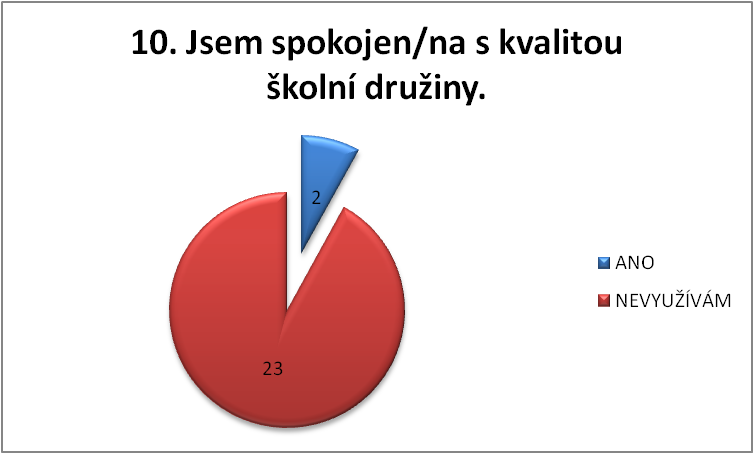 10. Jsem spokojen/na s kvalitou
školní družiny.
2
23
ANO
NEVYUŽÍVÁM